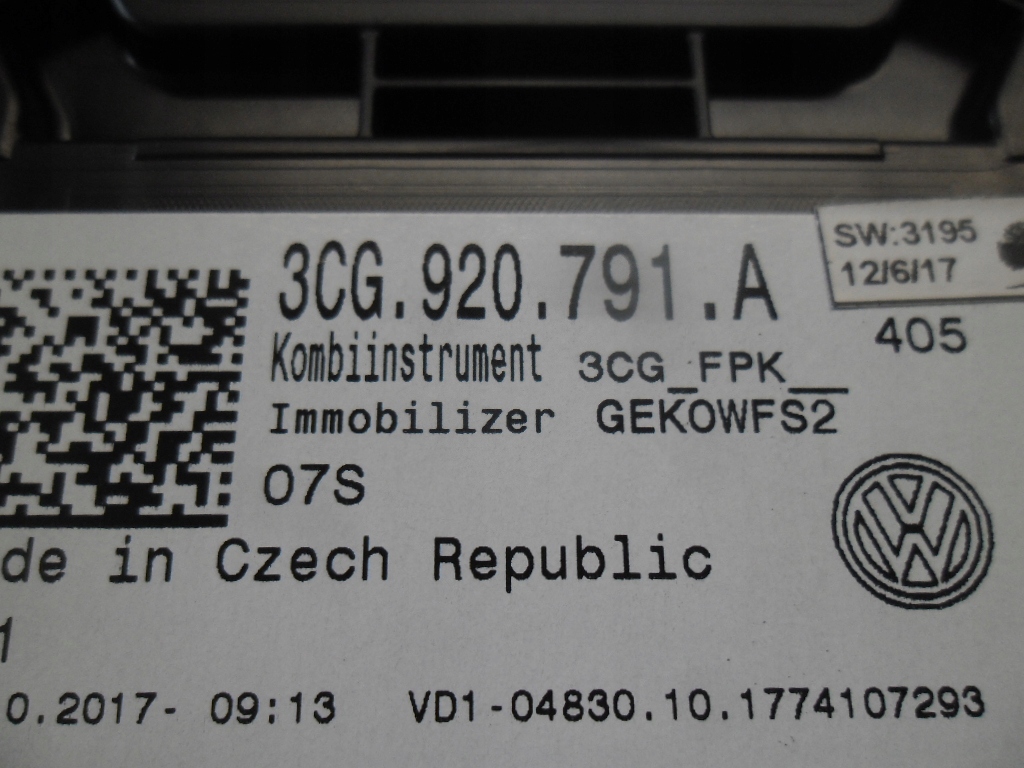 3CG.920.791.A
SW:3195
12/6/17
405
Kombiinstrument 3CG_FPK__
Immobilizer GEKOWFS2
07S
de in Czech Republic
1
0.2017- 09:13 VD1-04830.10.1774107293